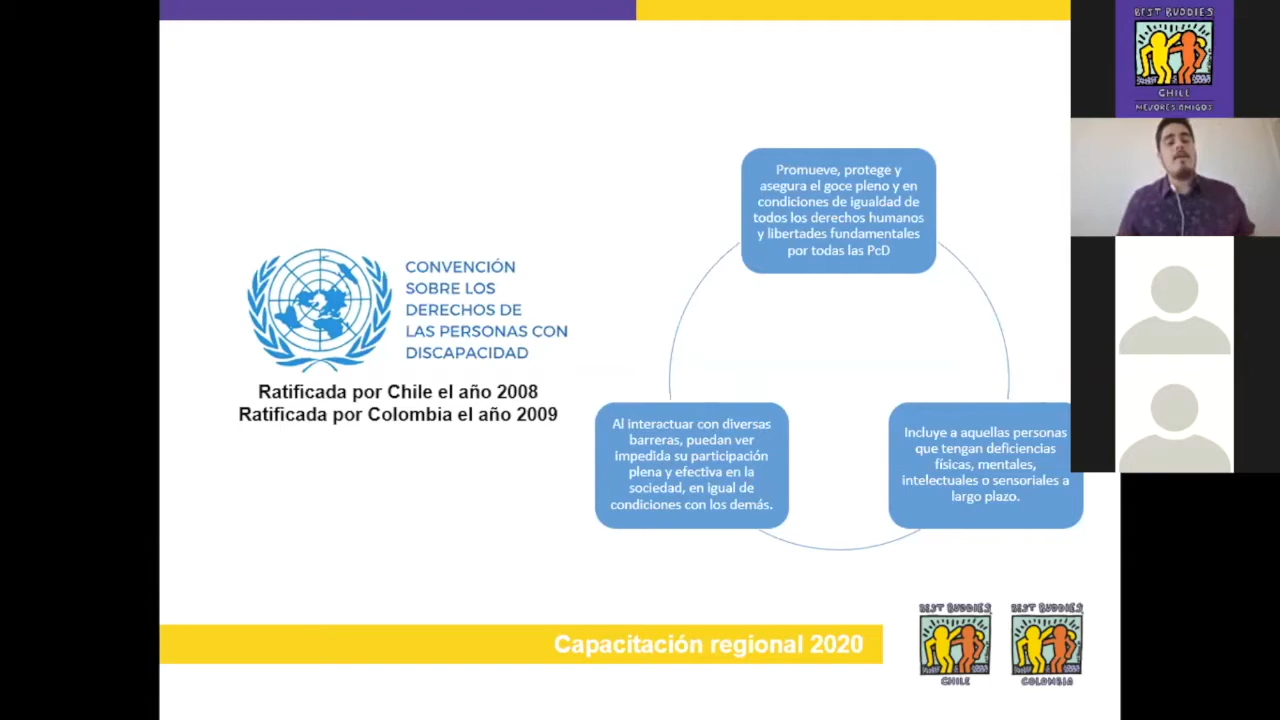 CONVENCIÓN
SOBRE LOS
DERECHOS DE
LAS PERSONAS CON
DISCAPACIDAD
Ratificada por Chile el año 2008
Ratificada por Colombia el año 2009
Promueve, protege y
asegura el goce pleno y en
condiciones de igualdad de
todos los derechos humanos
y libertades fundamentales
por todas las PcD
Al interactuar con diversas
barreras, puedan ver
impedida su participación
plena y efectiva en la
sociedad, en igual de
condiciones con los demás.
Incluye a aquellas personas
que tengan deficiencias
físicas, mentales,
intelectuales o sensoriales a
largo plazo.
Capacitación regional 2020
BEST BUDDIES
CHILE
BEST BUDDIES
COLOMBIA
BEST BUDDIES
CHILE
MEJORES AMIGOS